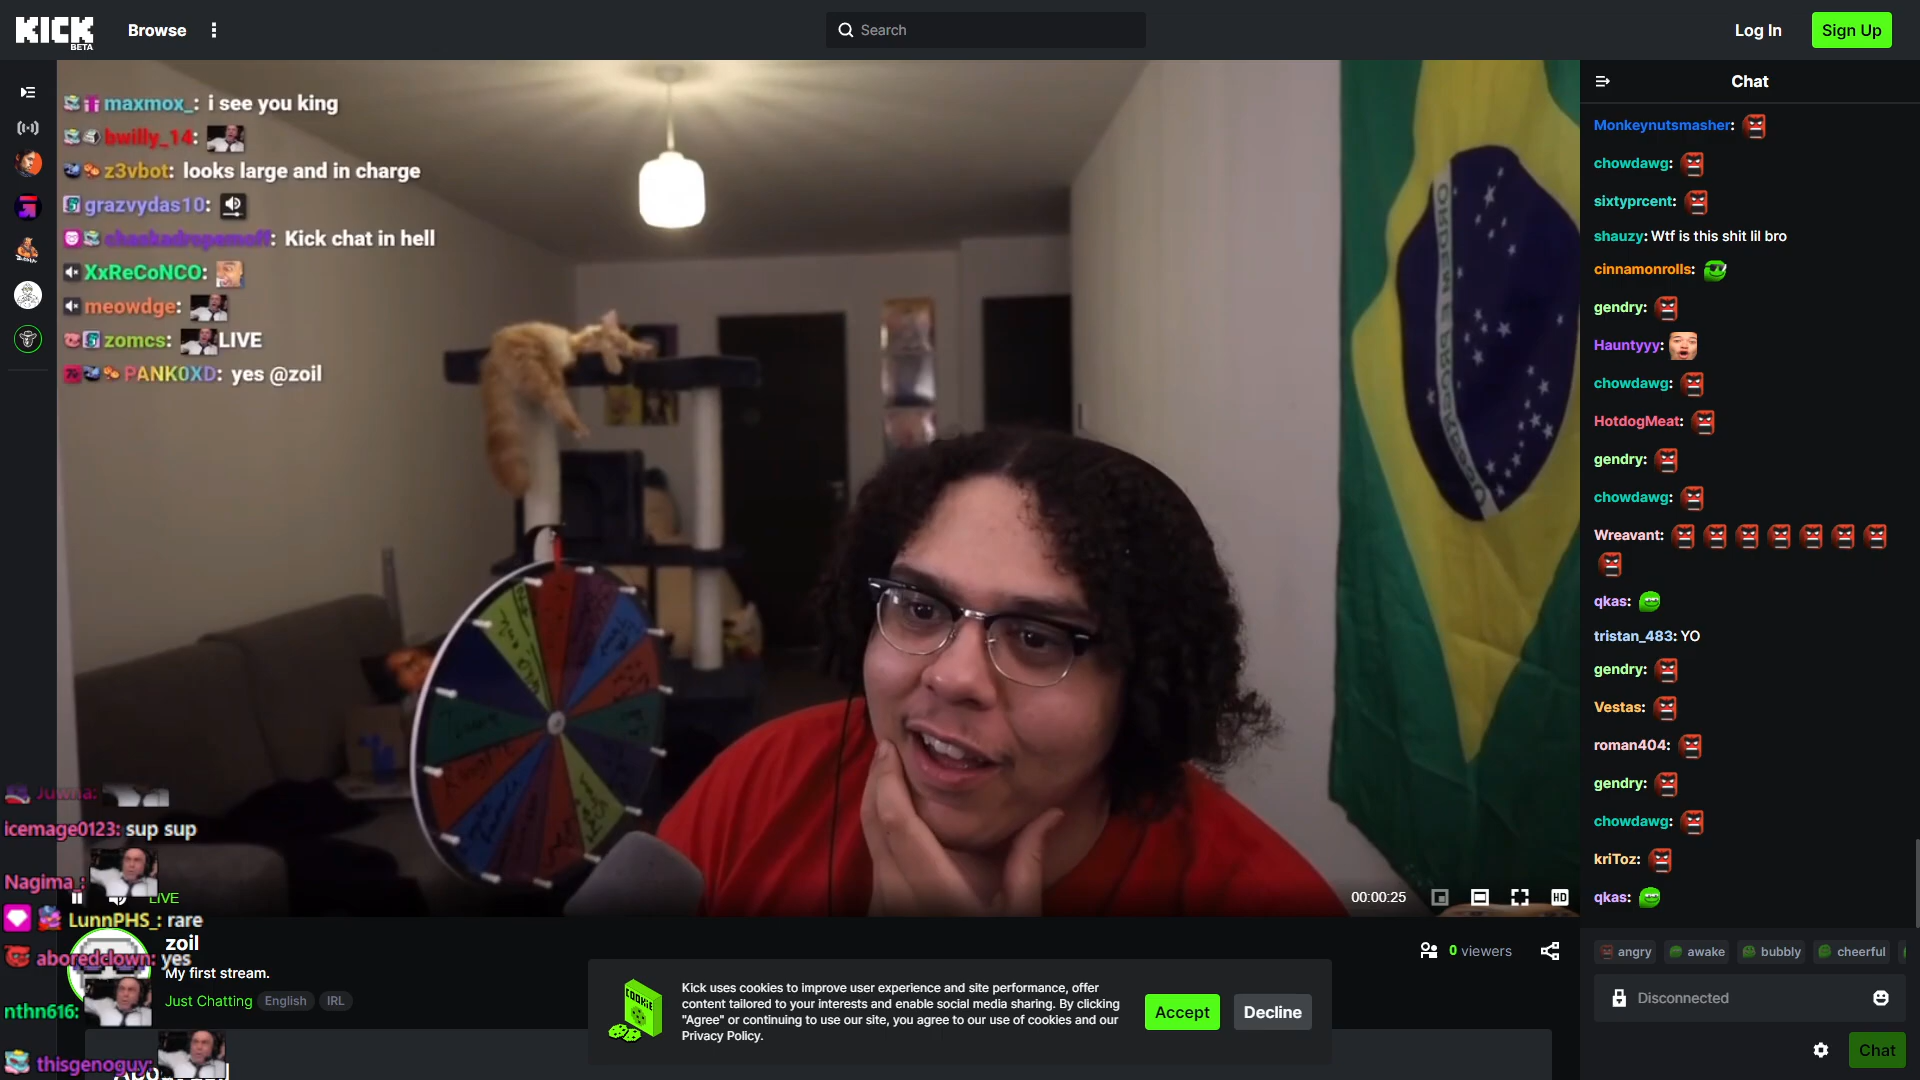 KICK
BETA
Browse
Search
Log In
Sign Up
maxmox_: i see you king
bwilly_14:
z3vbot: looks large and in charge
grazvydas10:
: Kick chat in hell
XxReCoNCO:
meowdge:
zomcs: LIVE
PANK0XD: yes @zoil
ORDEM E PROGRESSO
Juwna:
icemage0123: sup sup
Nagima_:
LIVE
LunnPHS_: rare
aboredclown: yes
nthn616:
thisgenoguy:
00:00:25
HD
zoil
My first stream.
Just Chatting
English
IRL
0 viewers
COOKIE
Kick uses cookies to improve user experience and site performance, offer
content tailored to your interests and enable social media sharing. By clicking
"Agree" or continuing to use our site, you agree to our use of cookies and our
Privacy Policy.
Accept
Decline
Chat
Monkeynutsmasher:
chowdawg:
sixtyprcent:
shauzy: Wtf is this shit lil bro
cinnamonrolls:
gendry:
Hauntyyy:
chowdawg:
HotdogMeat:
gendry:
chowdawg:
Wreavant:
qkas:
tristan_483: YO
gendry:
Vestas:
roman404:
gendry:
chowdawg:
kriToz:
qkas:
angry
awake
bubbly
cheerful
Disconnected
Chat